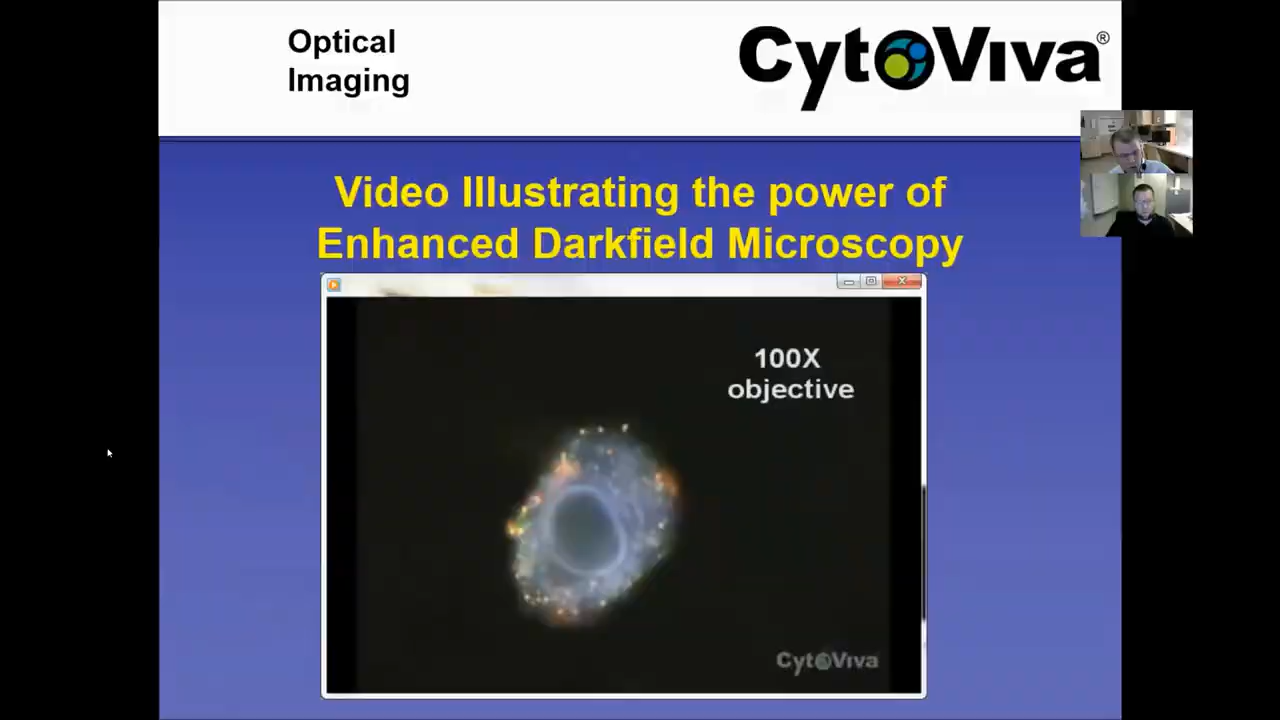 Optical
Imaging
CytoViva®
Video Illustrating the power of
Enhanced Darkfield Microscopy
100X
objective
CytoViva